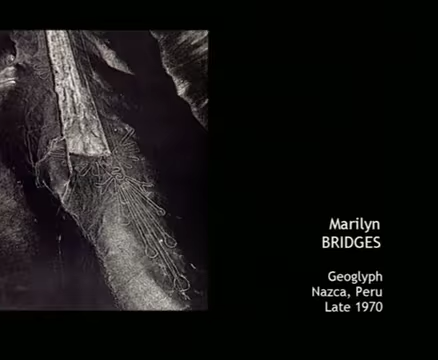 Marilyn
BRIDGES
Geoglyph
Nazca, Peru
Late 1970